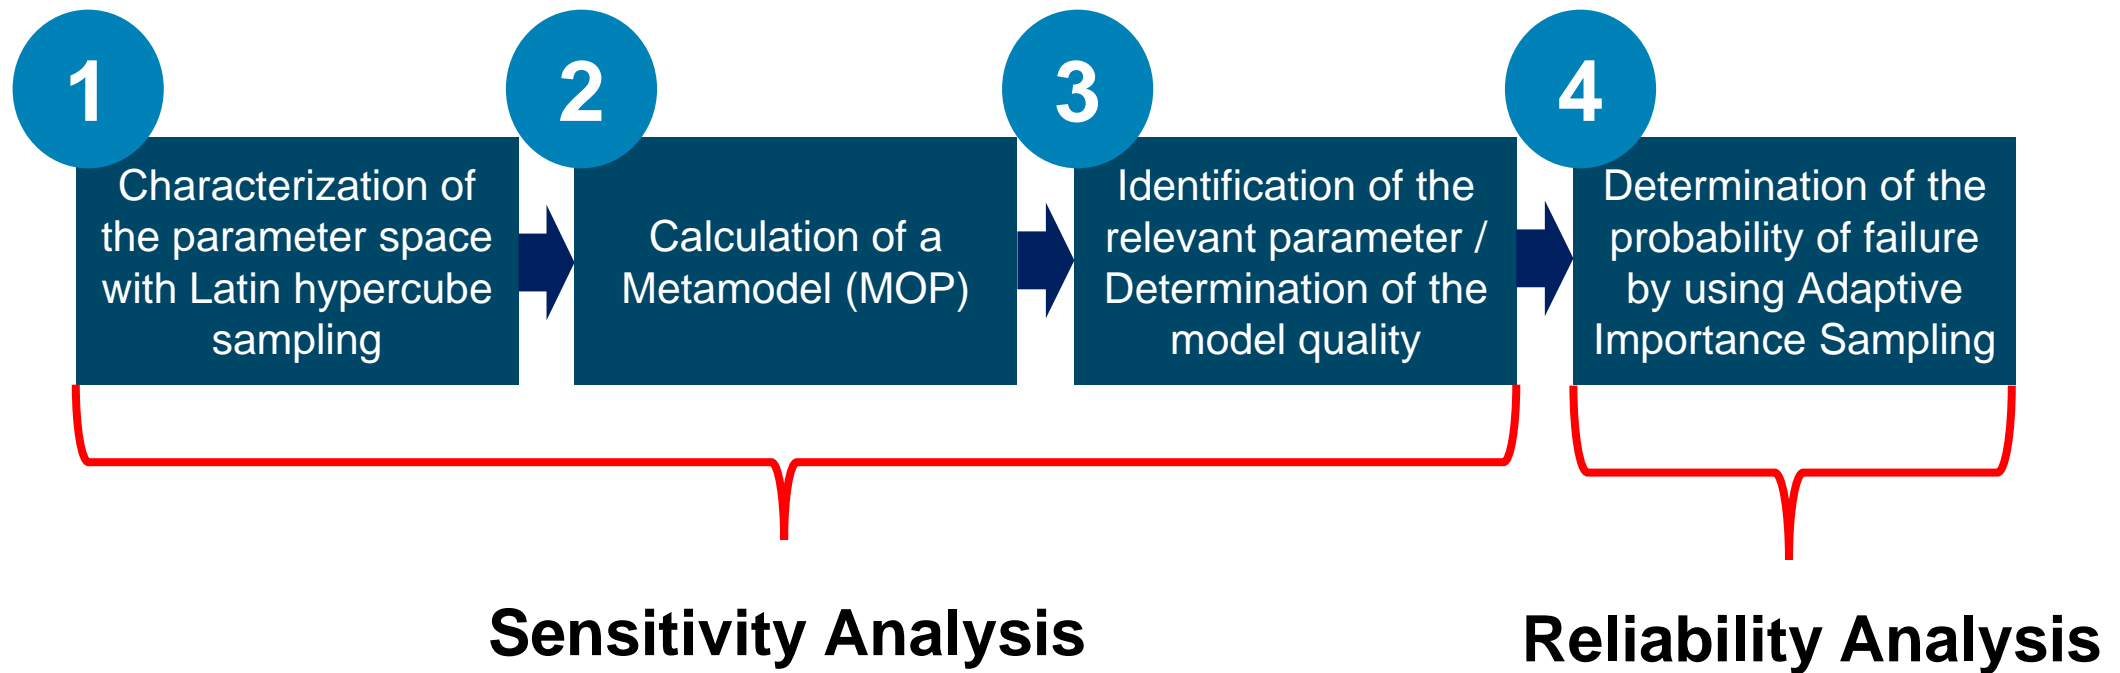 1
Characterization of
the parameter space
with Latin hypercube
sampling
2
Calculation of a
Metamodel (MOP)
3
Identification of the
relevant parameter /
Determination of the
model quality
4
Determination of the
probability of failure
by using Adaptive
Importance Sampling
Sensitivity Analysis
Reliability Analysis